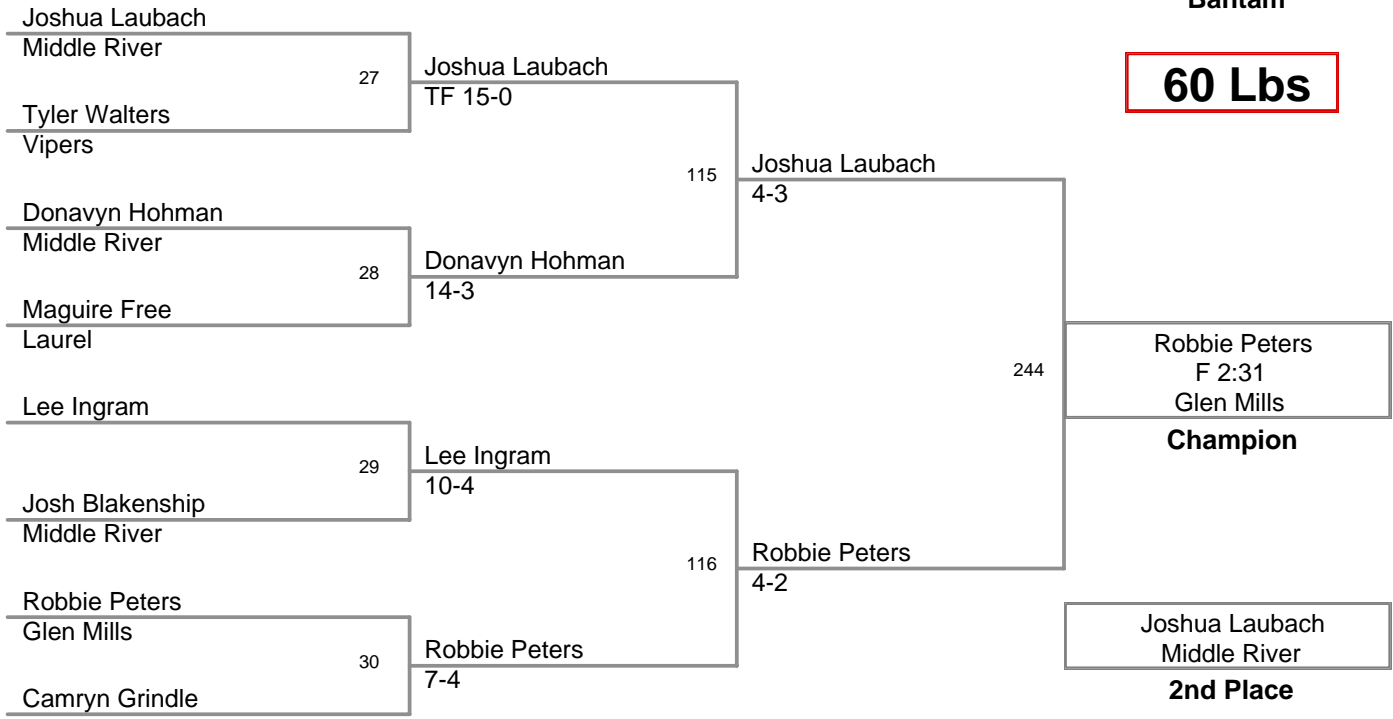 Bantam
60 Lbs
Joshua Laubach
Middle River
27
Tyler Walters
Vipers
Joshua Laubach
TF 15-0
Donavyn Hohman
Middle River
28
Maguire Free
Laurel
Donavyn Hohman
14-3
115
Joshua Laubach
4-3
Lee Ingram
29
Josh Blakenship
Middle River
Lee Ingram
10-4
Robbie Peters
Glen Mills
30
Camryn Grindle
Robbie Peters
7-4
116
Robbie Peters
4-2
244
Robbie Peters
F 2:31
Glen Mills
Champion
Joshua Laubach
Middle River
2nd Place